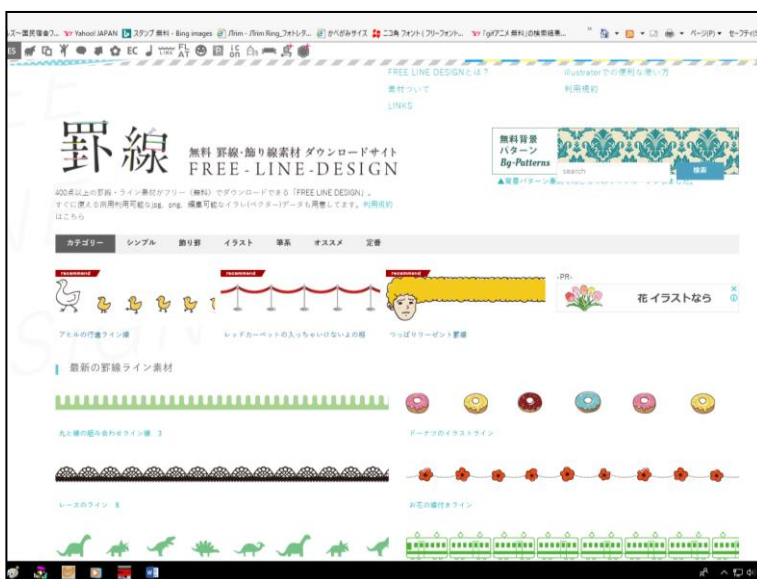 Yahoo! JAPAN
スタンプ 無料 - Bing images
かべがみサイズ
ページ(P)
ES
EC
FLAT
icon
FREE LINE DESIGNとは？
illustratorでの便利な使い方
素材ついて
利用規約
LINKS
罫線
無料 罫線・飾り線素材 ダウンロードサイト
FREE-LINE-DESIGN
無料背景
パターン
Bg-Patterns
search
検索
400点以上の罫線・ライン素材がフリー（無料）でダウンロードできる「FREE LINE DESIGN」。
すぐに使える商用利用可能なjpg、png、編集可能なイラレ(ベクター)データも用意してます。利用規約
はこちら
カテゴリー シンプル 飾り罫 イラスト 筆系 オススメ 定番
recommend
recommend
recommend
-PR-
花 イラストなら
アヒルの行進ライン線
レッドカーペットの入っちゃいけないよの柵
つっぱりリーゼント罫線
最新の罫線ライン素材
丸と線の組み合わせライン線 3
ドーナツのイラストライン
レースのライン 8
お花の紐付きライン